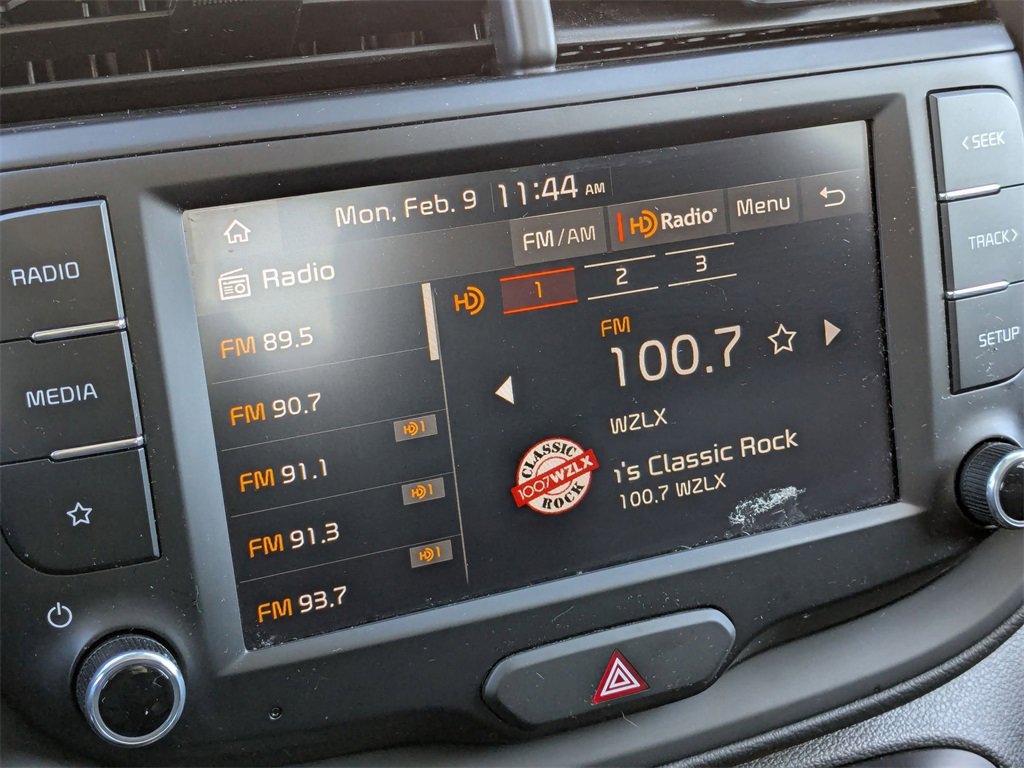 Mon, Feb. 9 11:44 AM
FM/AM HD Radio® Menu
Radio
FM 89.5
FM 90.7
HD1
FM 91.1
HD1
FM 91.3
HD1
FM 93.7
HD 1 2 3
FM
100.7
WZLX
's Classic Rock
100.7 WZLX
CLASSIC
100.7 WZLX
ROCK
RADIO
MEDIA
< SEEK
TRACK >
SETUP